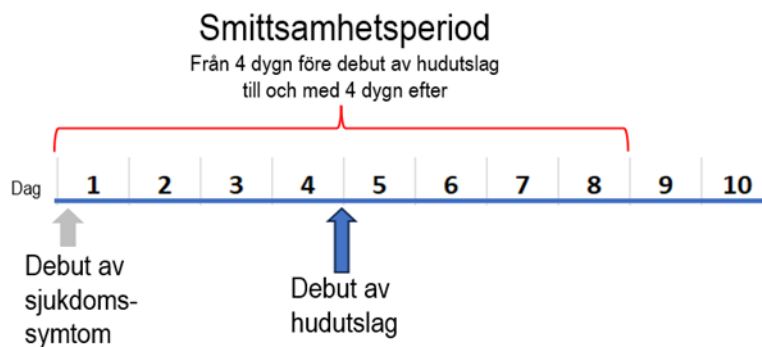 Smittsamhetsperiod
Från 4 dygn före debut av hudutslag
till och med 4 dygn efter
Dag 1 2 3 4 5 6 7 8 9 10
Debut av
sjukdoms-
symtom
Debut av
hudutslag